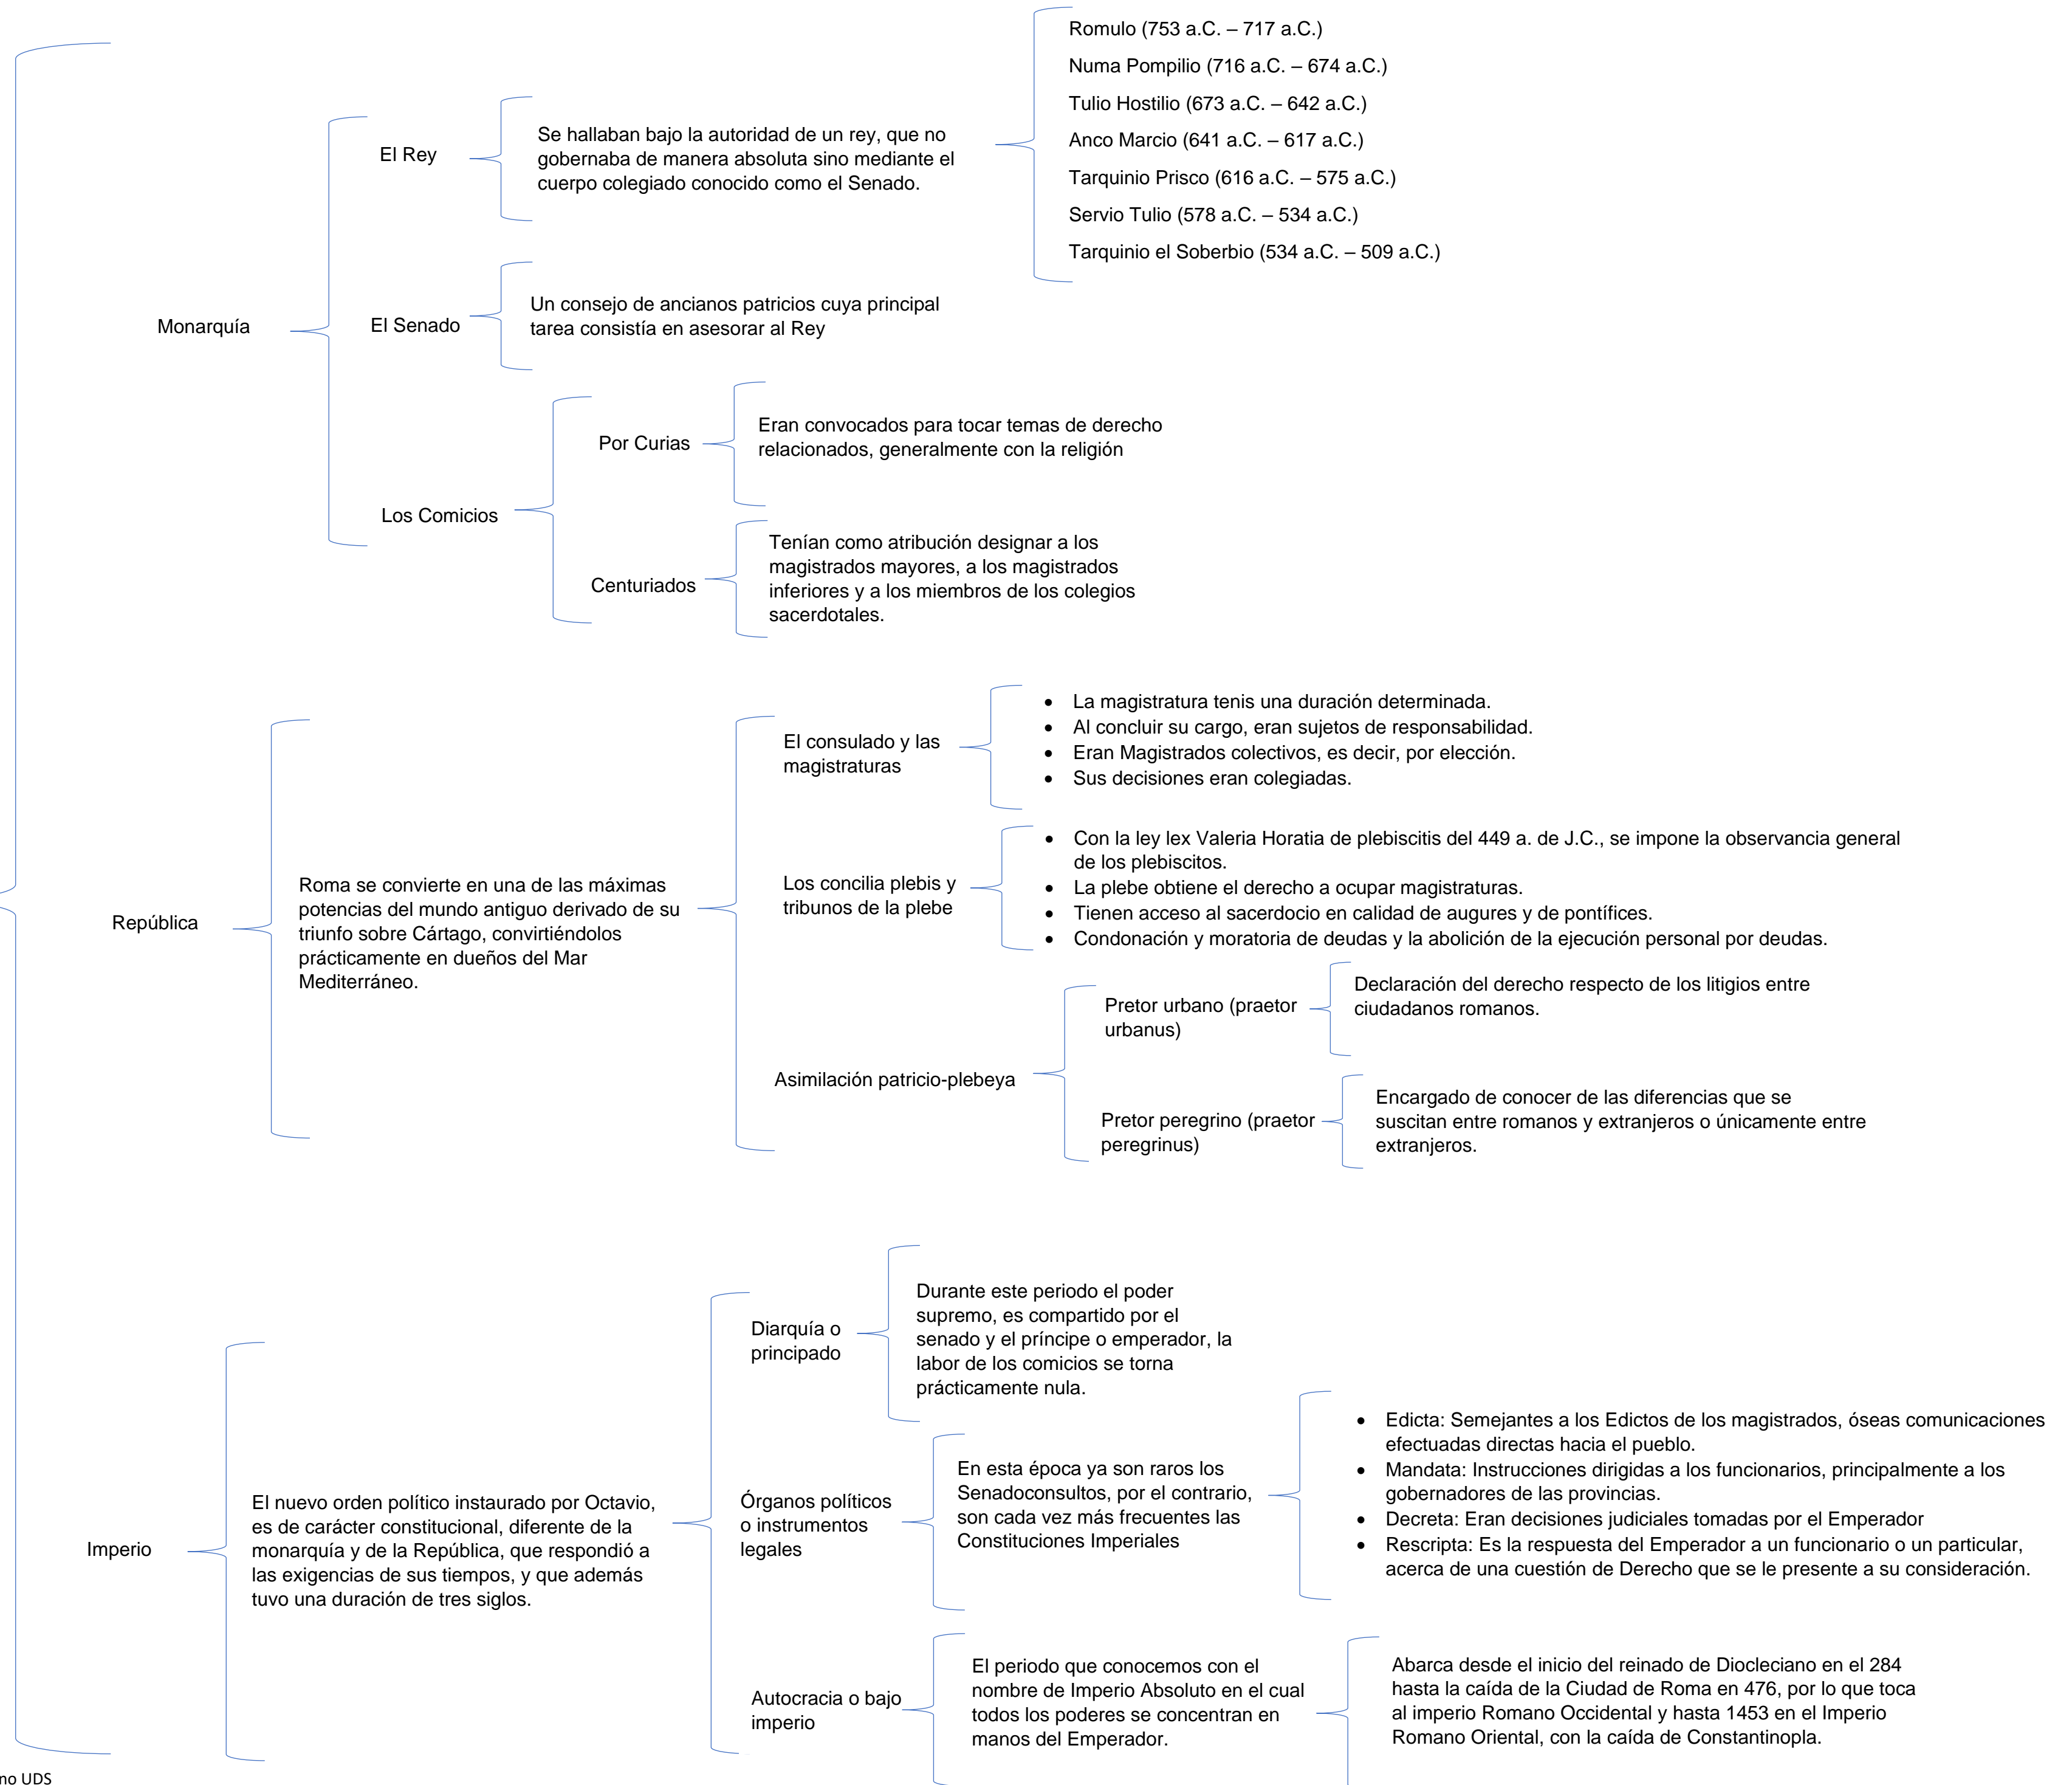 Romulo (753 a.C. – 717 a.C.)
Numa Pompilio (716 a.C. – 674 a.C.)
Tulio Hostilio (673 a.C. – 642 a.C.)
Anco Marcio (641 a.C. – 617 a.C.)
Tarquinio Prisco (616 a.C. – 575 a.C.)
Servio Tulio (578 a.C. – 534 a.C.)
Tarquinio el Soberbio (534 a.C. – 509 a.C.)
El Rey
Se hallaban bajo la autoridad de un rey, que no
gobernaba de manera absoluta sino mediante el
cuerpo colegiado conocido como el Senado.
Monarquía
El Senado
Un consejo de ancianos patricios cuya principal
tarea consistía en asesorar al Rey
Los Comicios
Por Curias
Eran convocados para tocar temas de derecho
relacionados, generalmente con la religión
Centuriados
Tenían como atribución designar a los
magistrados mayores, a los magistrados
inferiores y a los miembros de los colegios
sacerdotales.
República
Roma se convierte en una de las máximas
potencias del mundo antiguo derivado de su
triunfo sobre Cártago, convirtiéndolos
prácticamente en dueños del Mar
Mediterráneo.
El consulado y las
magistraturas
• La magistratura tenis una duración determinada.
• Al concluir su cargo, eran sujetos de responsabilidad.
• Eran Magistrados colectivos, es decir, por elección.
• Sus decisiones eran colegiadas.
Los concilia plebis y
tribunos de la plebe
• Con la ley lex Valeria Horatia de plebiscitis del 449 a. de J.C., se impone la observancia general
de los plebiscitos.
• La plebe obtiene el derecho a ocupar magistraturas.
• Tienen acceso al sacerdocio en calidad de augures y de pontífices.
• Condonación y moratoria de deudas y la abolición de la ejecución personal por deudas.
Asimilación patricio-plebeya
Pretor urbano (praetor
urbanus)
Declaración del derecho respecto de los litigios entre
ciudadanos romanos.
Pretor peregrino (praetor
peregrinus)
Encargado de conocer de las diferencias que se
suscitan entre romanos y extranjeros o únicamente entre
extranjeros.
Imperio
El nuevo orden político instaurado por Octavio,
es de carácter constitucional, diferente de la
monarquía y de la República, que respondió a
las exigencias de sus tiempos, y que además
tuvo una duración de tres siglos.
Diarquía o
principado
Durante este periodo el poder
supremo, es compartido por el
senado y el príncipe o emperador, la
labor de los comicios se torna
prácticamente nula.
Órganos políticos
o instrumentos
legales
En esta época ya son raros los
Senadoconsultos, por el contrario,
son cada vez más frecuentes las
Constituciones Imperiales
• Edicta: Semejantes a los Edictos de los magistrados, óseas comunicaciones
efectuadas directas hacia el pueblo.
• Mandata: Instrucciones dirigidas a los funcionarios, principalmente a los
gobernadores de las provincias.
• Decreta: Eran decisiones judiciales tomadas por el Emperador
• Rescripta: Es la respuesta del Emperador a un funcionario o un particular,
acerca de una cuestión de Derecho que se le presente a su consideración.
Autocracia o bajo
imperio
El periodo que conocemos con el
nombre de Imperio Absoluto en el cual
todos los poderes se concentran en
manos del Emperador.
Abarca desde el inicio del reinado de Diocleciano en el 284
hasta la caída de la Ciudad de Roma en 476, por lo que toca
al imperio Romano Occidental y hasta 1453 en el Imperio
Romano Oriental, con la caída de Constantinopla.
no UDS